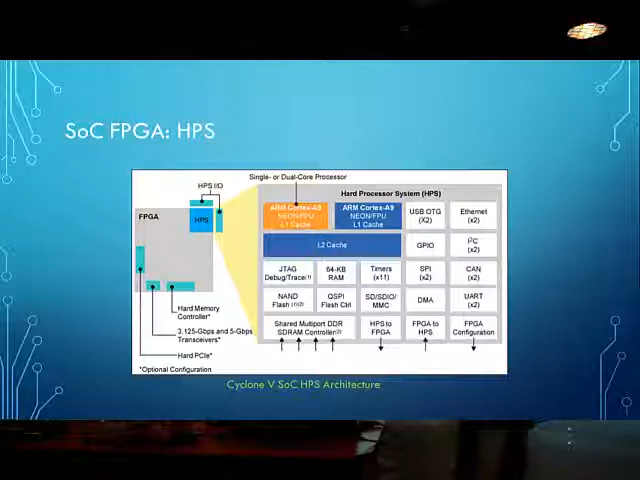 SoC FPGA: HPS
Single- or Dual-Core Processor
HPS I/O
FPGA
HPS
Hard Memory
Controller*
3.125-Gbps and 5-Gbps
Transceivers*
Hard PCIe*
*Optional Configuration
Hard Processor System (HPS)
ARM Cortex-A9
NEON/FPU
L1 Cache
ARM Cortex-A9
NEON/FPU
L1 Cache
USB OTG
(X2)
Ethernet
(x2)
L2 Cache
GPIO
I²C
(x2)
JTAG
Debug/Trace(1)
64-KB
RAM
Timers
(x11)
SPI
(x2)
CAN
(x2)
NAND
Flash (1)(2)
QSPI
Flash Ctrl
SD/SDIO/
MMC
DMA
UART
(x2)
Shared Multiport DDR
SDRAM Controller(2)
HPS to
FPGA
FPGA to
HPS
FPGA
Configuration
Cyclone V SoC HPS Architecture